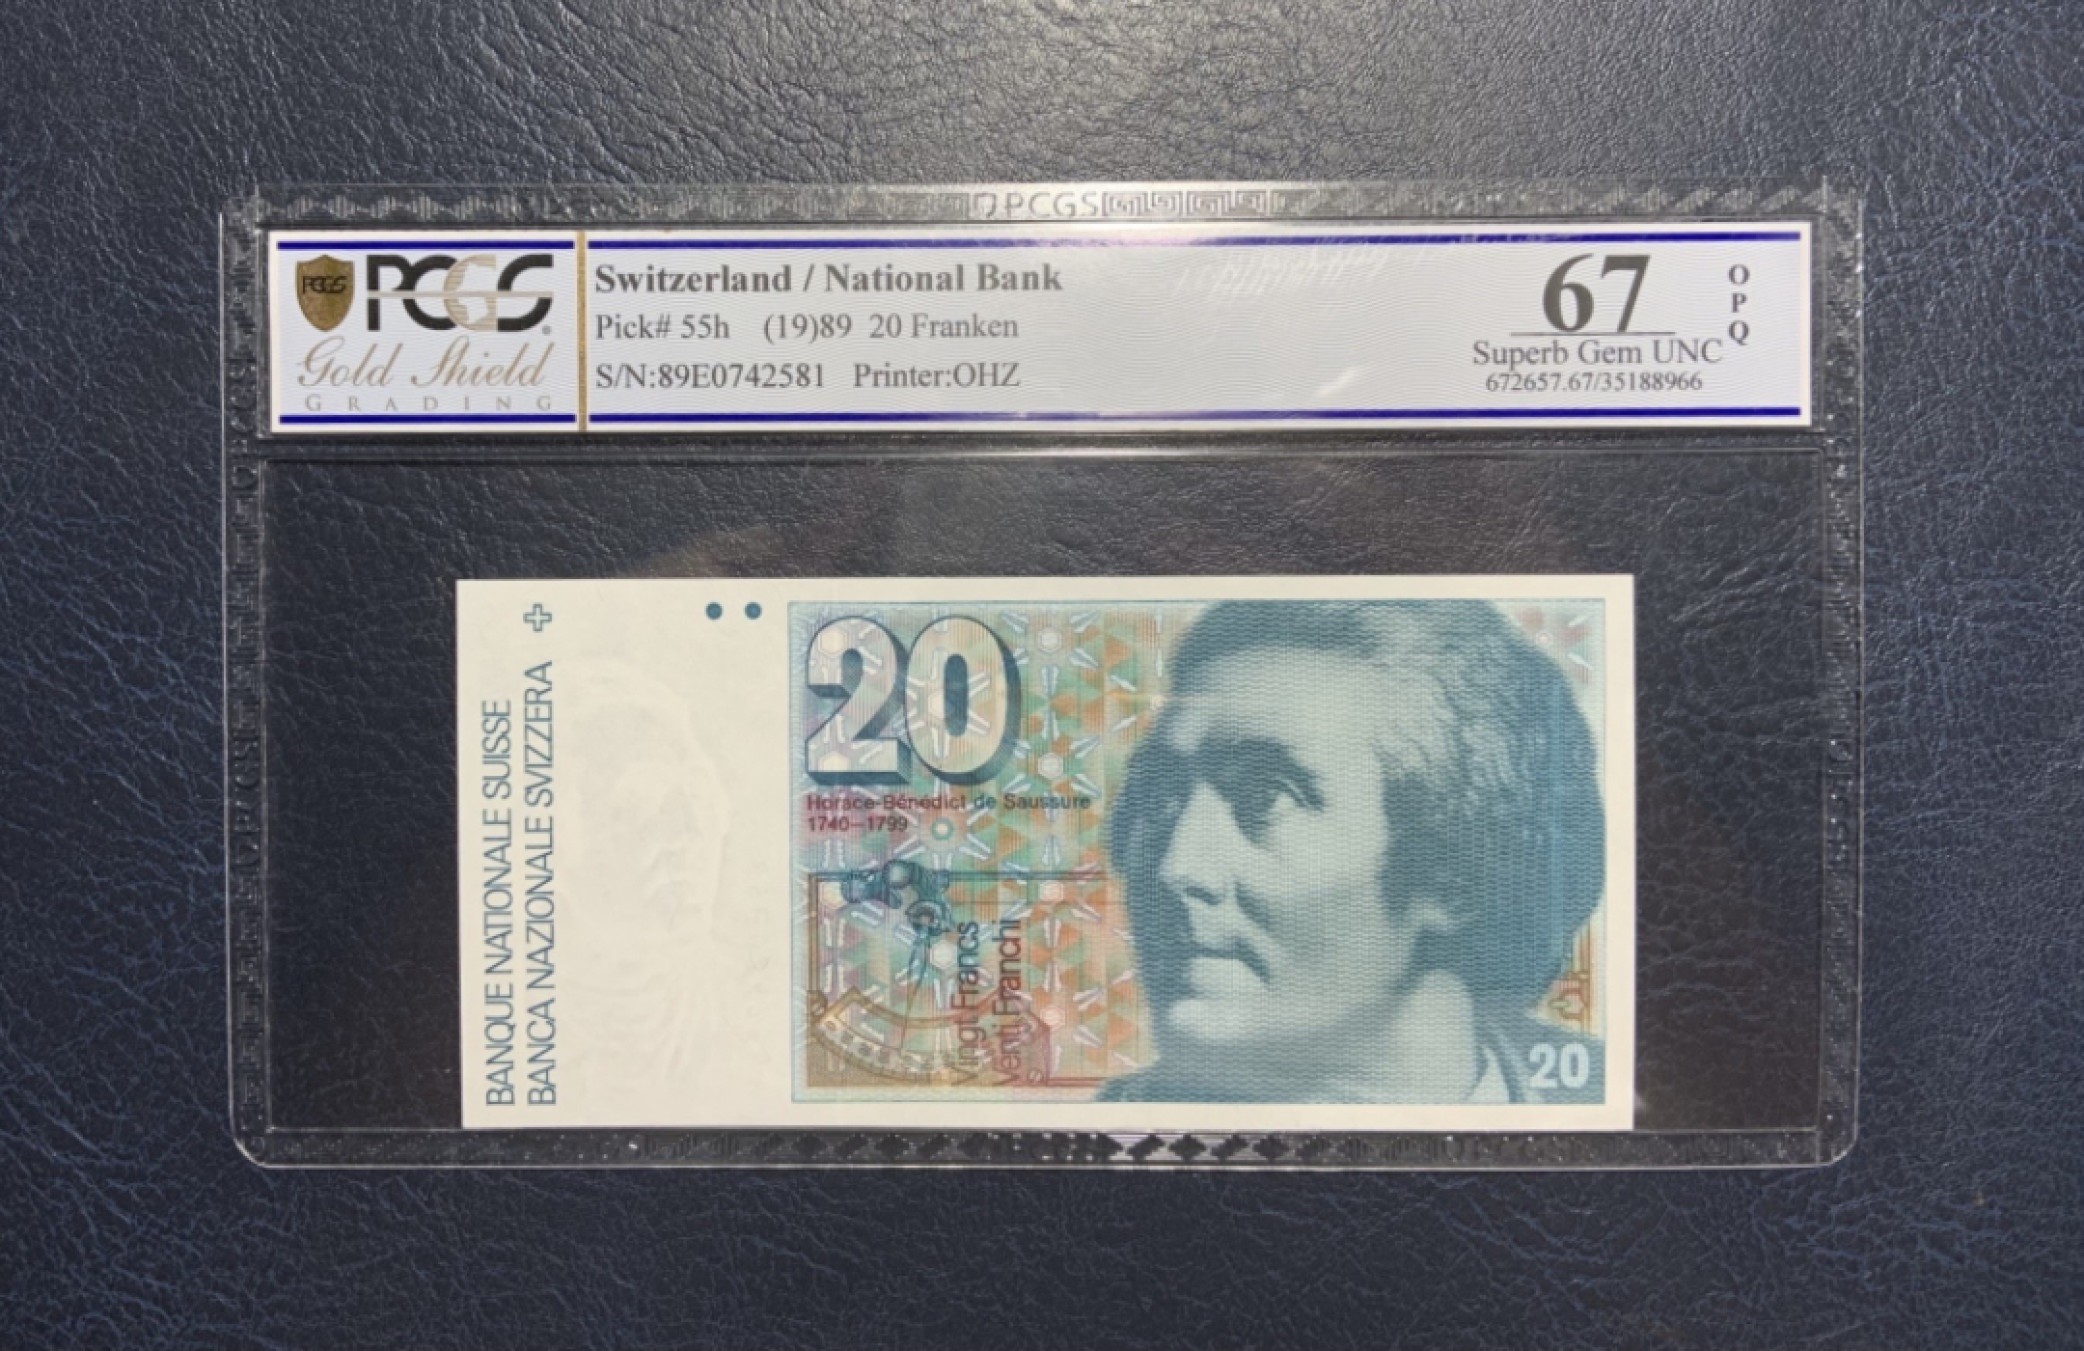 PCGS
PCGS
PCGS
Gold Shield
GRADING
Switzerland / National Bank
Pick# 55h (19)89 20 Franken
S/N:89E0742581 Printer:OHZ
67
OPQ
Superb Gem UNC
672657.67/35188966
BANQUE NATIONALE SUISSE
BANCA NAZIONALE SVIZZERA
20
Horace-Bénédict de Saussure
1740–1799
Vingt Francs
Venti Franchi
20